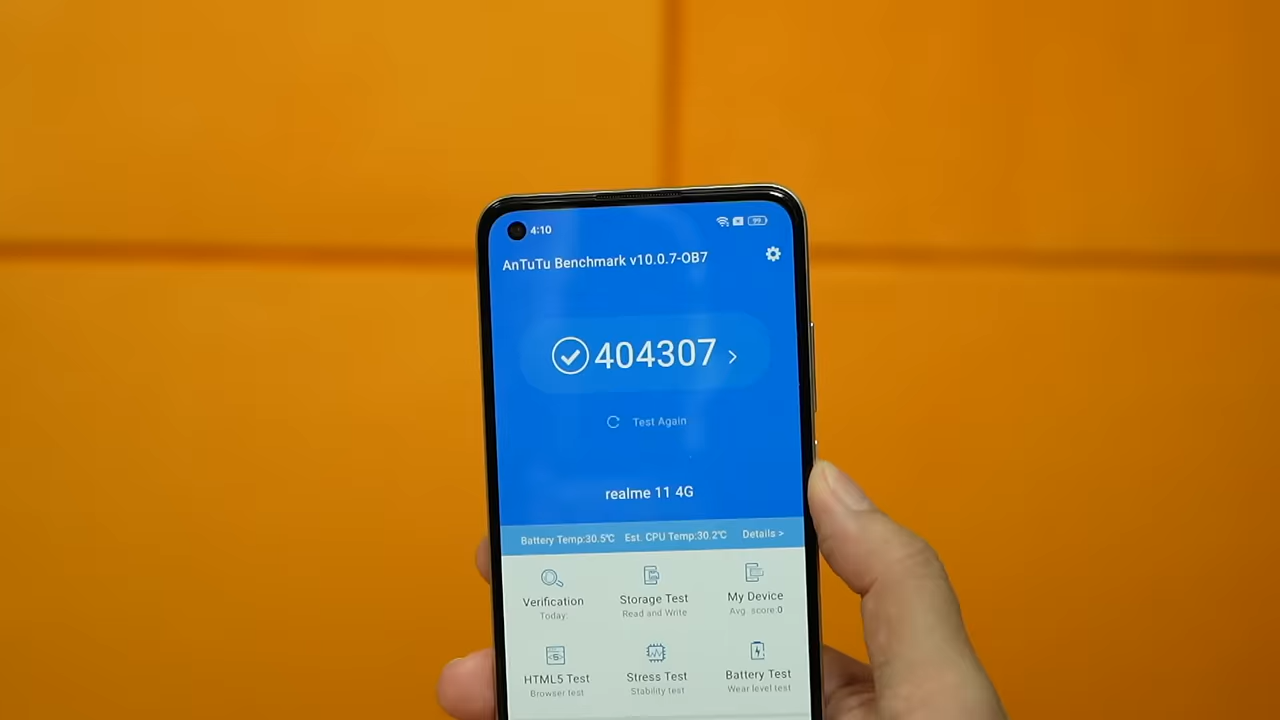 4:10
99
AnTuTu Benchmark v10.0.7-OB7
404307
Test Again
realme 11 4G
Battery Temp:30.5℃ Est. CPU Temp:30.2℃ Details >
Verification Storage Test My Device
Today: Read and Write Avg. score:0
HTML5 Test Stress Test Battery Test
Browser test Stability test Wear level test